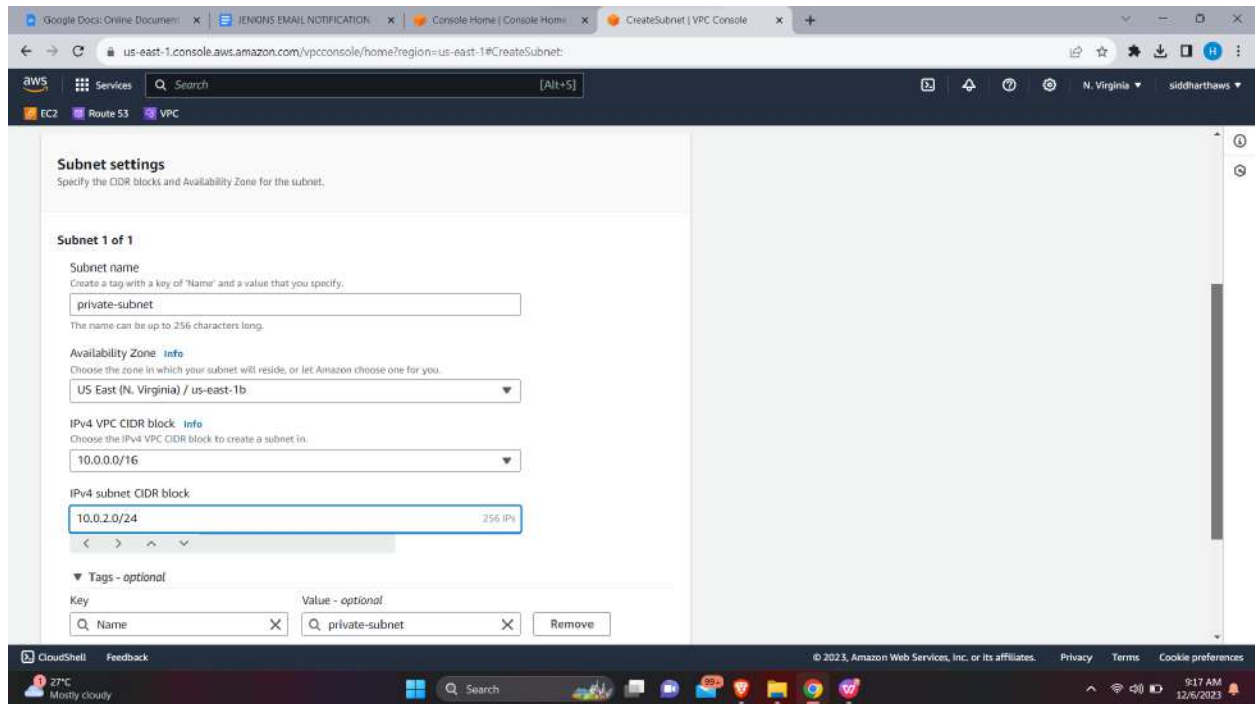 Google Docs: Online Document
JENKINS EMAIL NOTIFICATION
Console Home | Console Home
CreateSubnet | VPC Console
us-east-1.console.aws.amazon.com/vpcconsole/home?region=us-east-1#CreateSubnet:
H
aws
Services
Search
[Alt+S]
N. Virginia
siddharthaws
EC2
Route 53
VPC
Subnet settings
Specify the CIDR blocks and Availability Zone for the subnet.
Subnet 1 of 1
Subnet name
Create a tag with a key of 'Name' and a value that you specify.
private-subnet
The name can be up to 256 characters long.
Availability Zone Info
Choose the zone in which your subnet will reside, or let Amazon choose one for you.
US East (N. Virginia) / us-east-1b
IPv4 VPC CIDR block Info
Choose the IPv4 VPC CIDR block to create a subnet in.
10.0.0.0/16
IPv4 subnet CIDR block
10.0.2.0/24
256 IPs
Tags - optional
Key
Value - optional
Name
private-subnet
Remove
CloudShell
Feedback
© 2023, Amazon Web Services, Inc. or its affiliates.
Privacy
Terms
Cookie preferences
1
27°C
Mostly cloudy
Search
99+
9:17 AM
12/6/2023